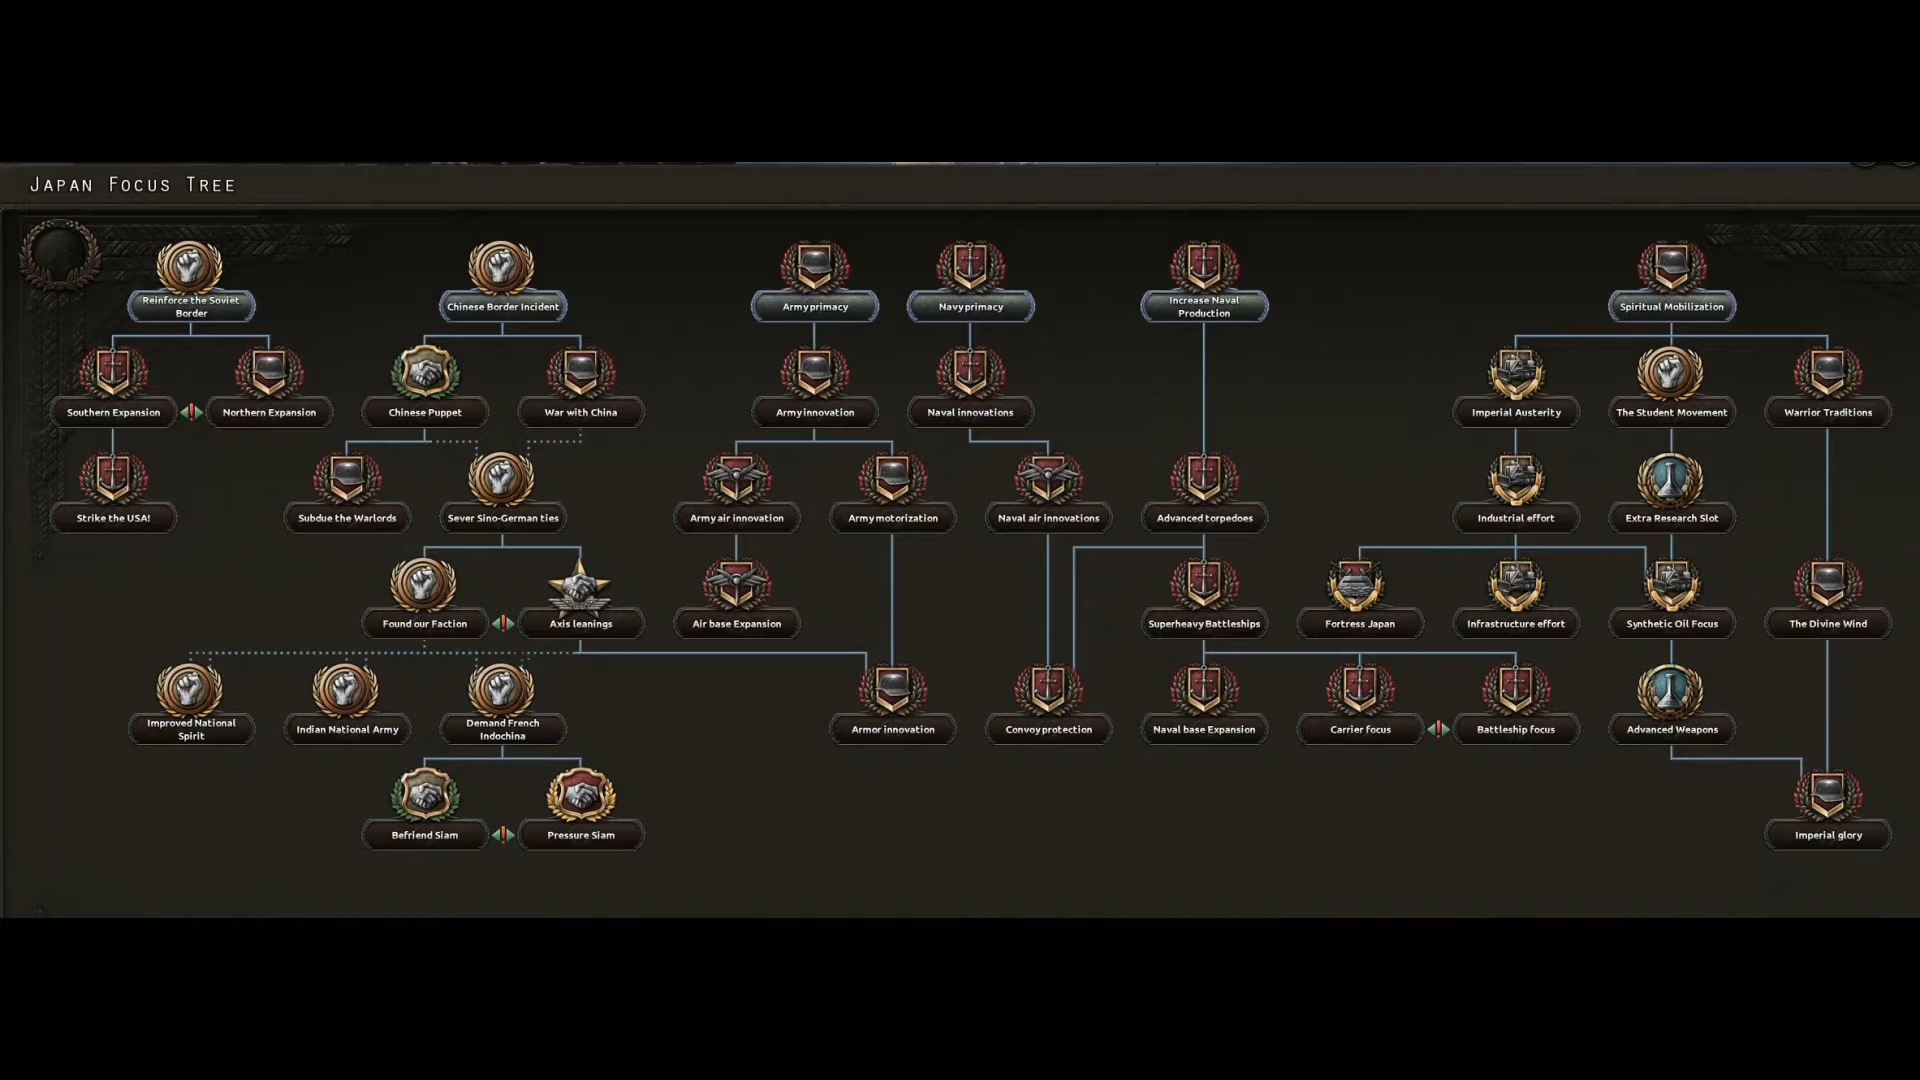 Japan Focus Tree
Reinforce the Soviet
Border
Chinese Border Incident
Army primacy
Navy primacy
Increase Naval
Production
Spiritual Mobilization
Southern Expansion
Northern Expansion
Chinese Puppet
War with China
Army innovation
Naval innovations
Imperial Austerity
The Student Movement
Warrior Traditions
Strike the USA!
Subdue the Warlords
Sever Sino-German ties
Army air innovation
Army motorization
Naval air innovations
Advanced torpedoes
Industrial effort
Extra Research Slot
Found our Faction
Axis leanings
Air base Expansion
Superheavy Battleships
Fortress Japan
Infrastructure effort
Synthetic Oil Focus
The Divine Wind
Improved National
Spirit
Indian National Army
Demand French
Indochina
Armor innovation
Convoy protection
Naval base Expansion
Carrier focus
Battleship focus
Advanced Weapons
Befriend Siam
Pressure Siam
Imperial glory